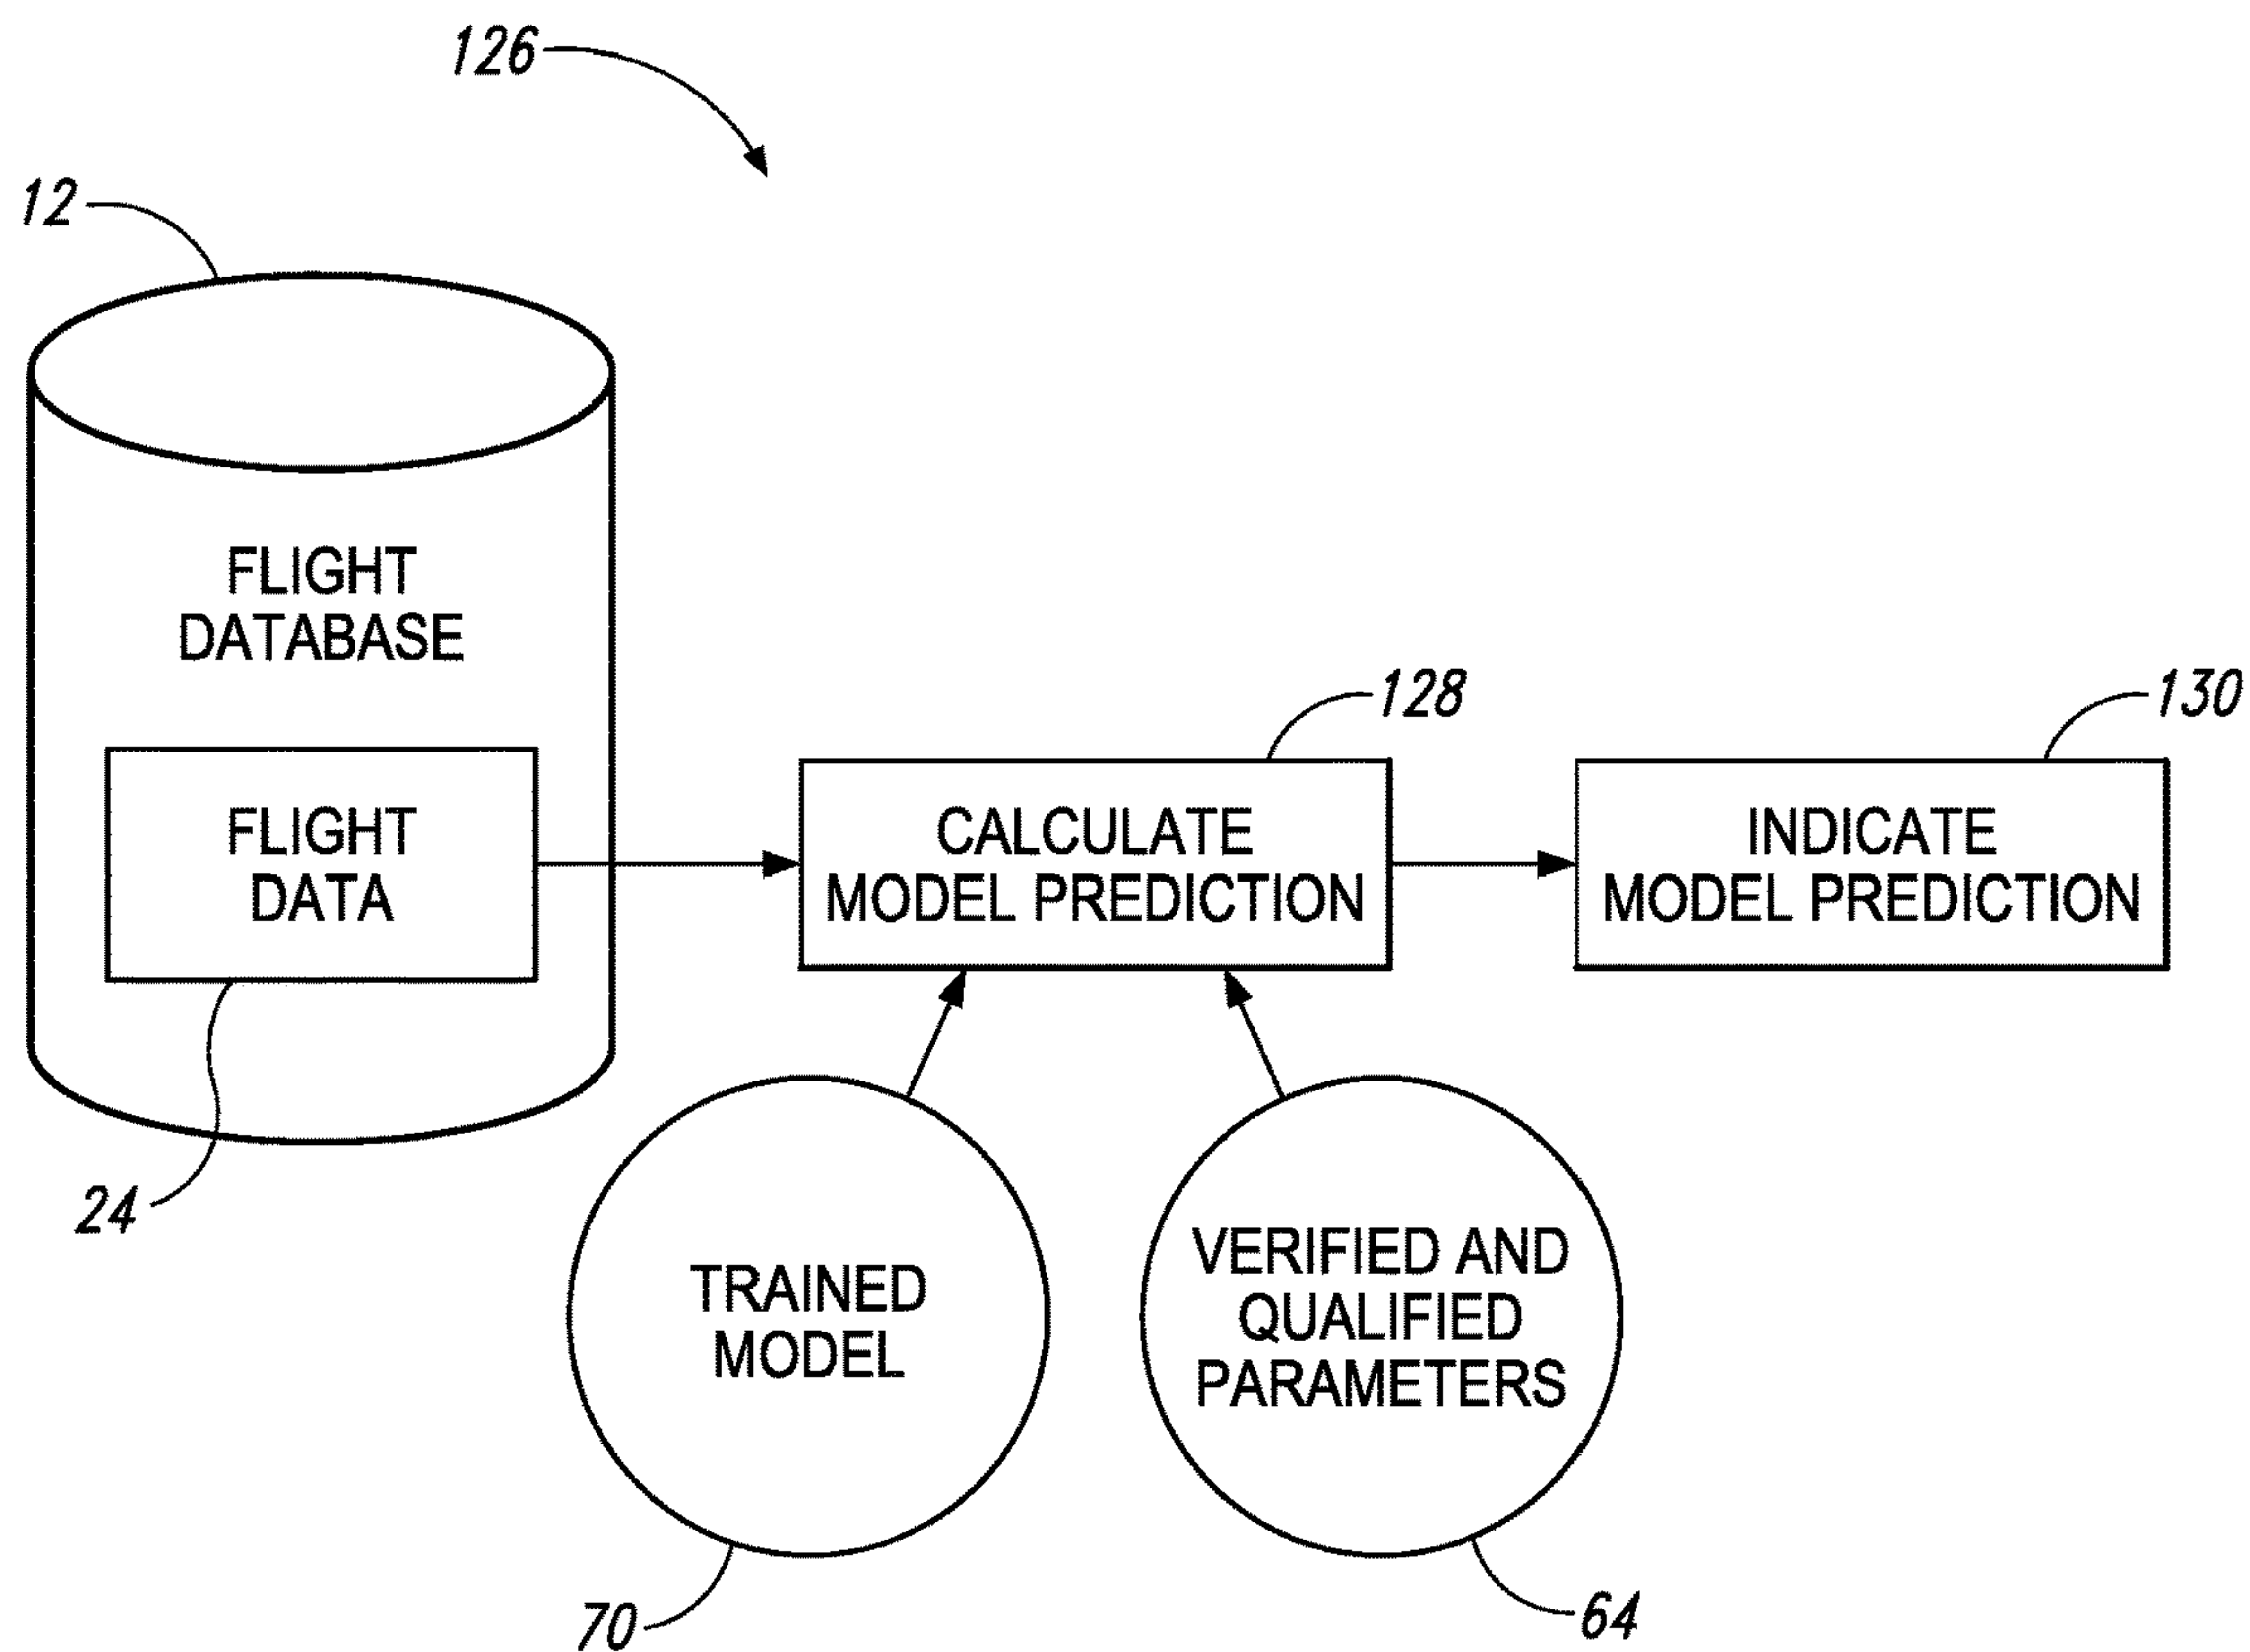 126
12
FLIGHT
DATABASE
128
130
FLIGHT
DATA
CALCULATE
MODEL PREDICTION
INDICATE
MODEL PREDICTION
24
TRAINED
MODEL
VERIFIED AND
QUALIFIED
PARAMETERS
70
64